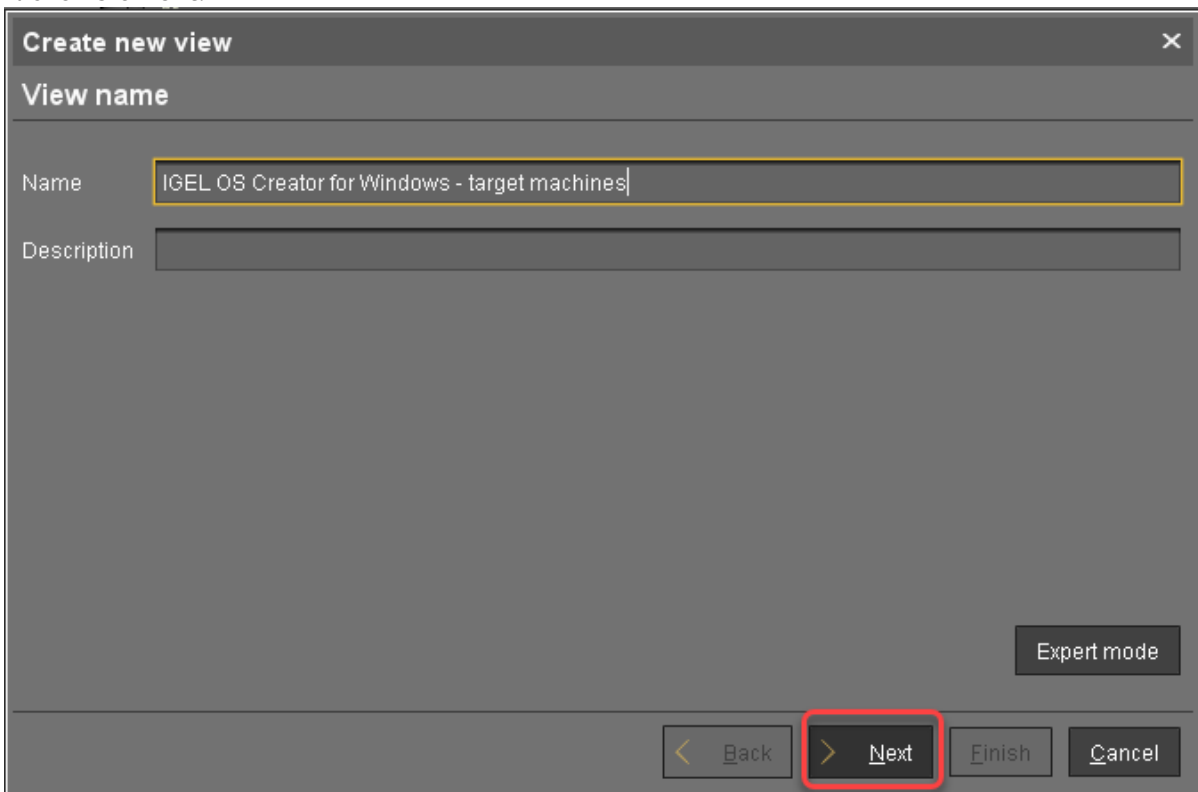 Create new view
View name
Name IGEL OS Creator for Windows - target machines
Description
Expert mode
Back Next Finish Cancel